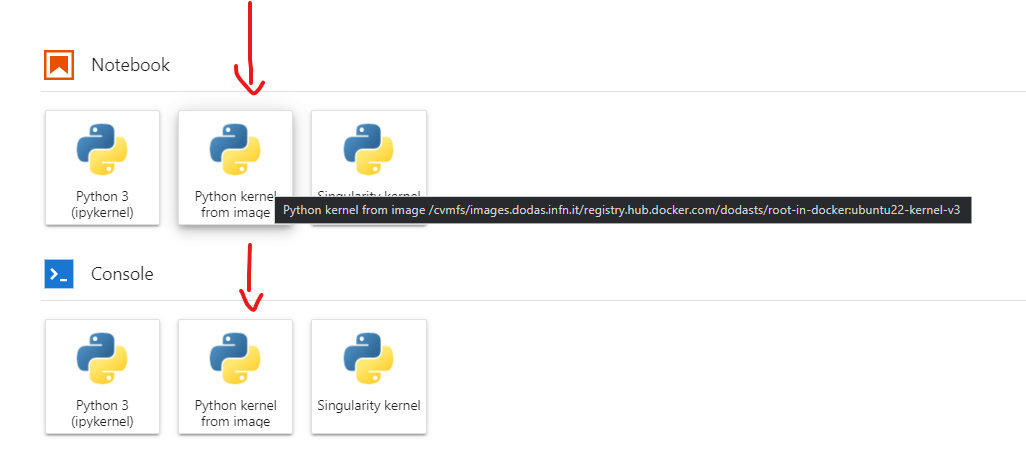 Notebook
Python 3
(ipykernel)
Python kernel
from image
Singularity kernel
Python kernel from image /cvmfs/images.dodas.infn.it/registry.hub.docker.com/dodasts/root-in-docker:ubuntu22-kernel-v3
Console
Python 3
(ipykernel)
Python kernel
from image
Singularity kernel